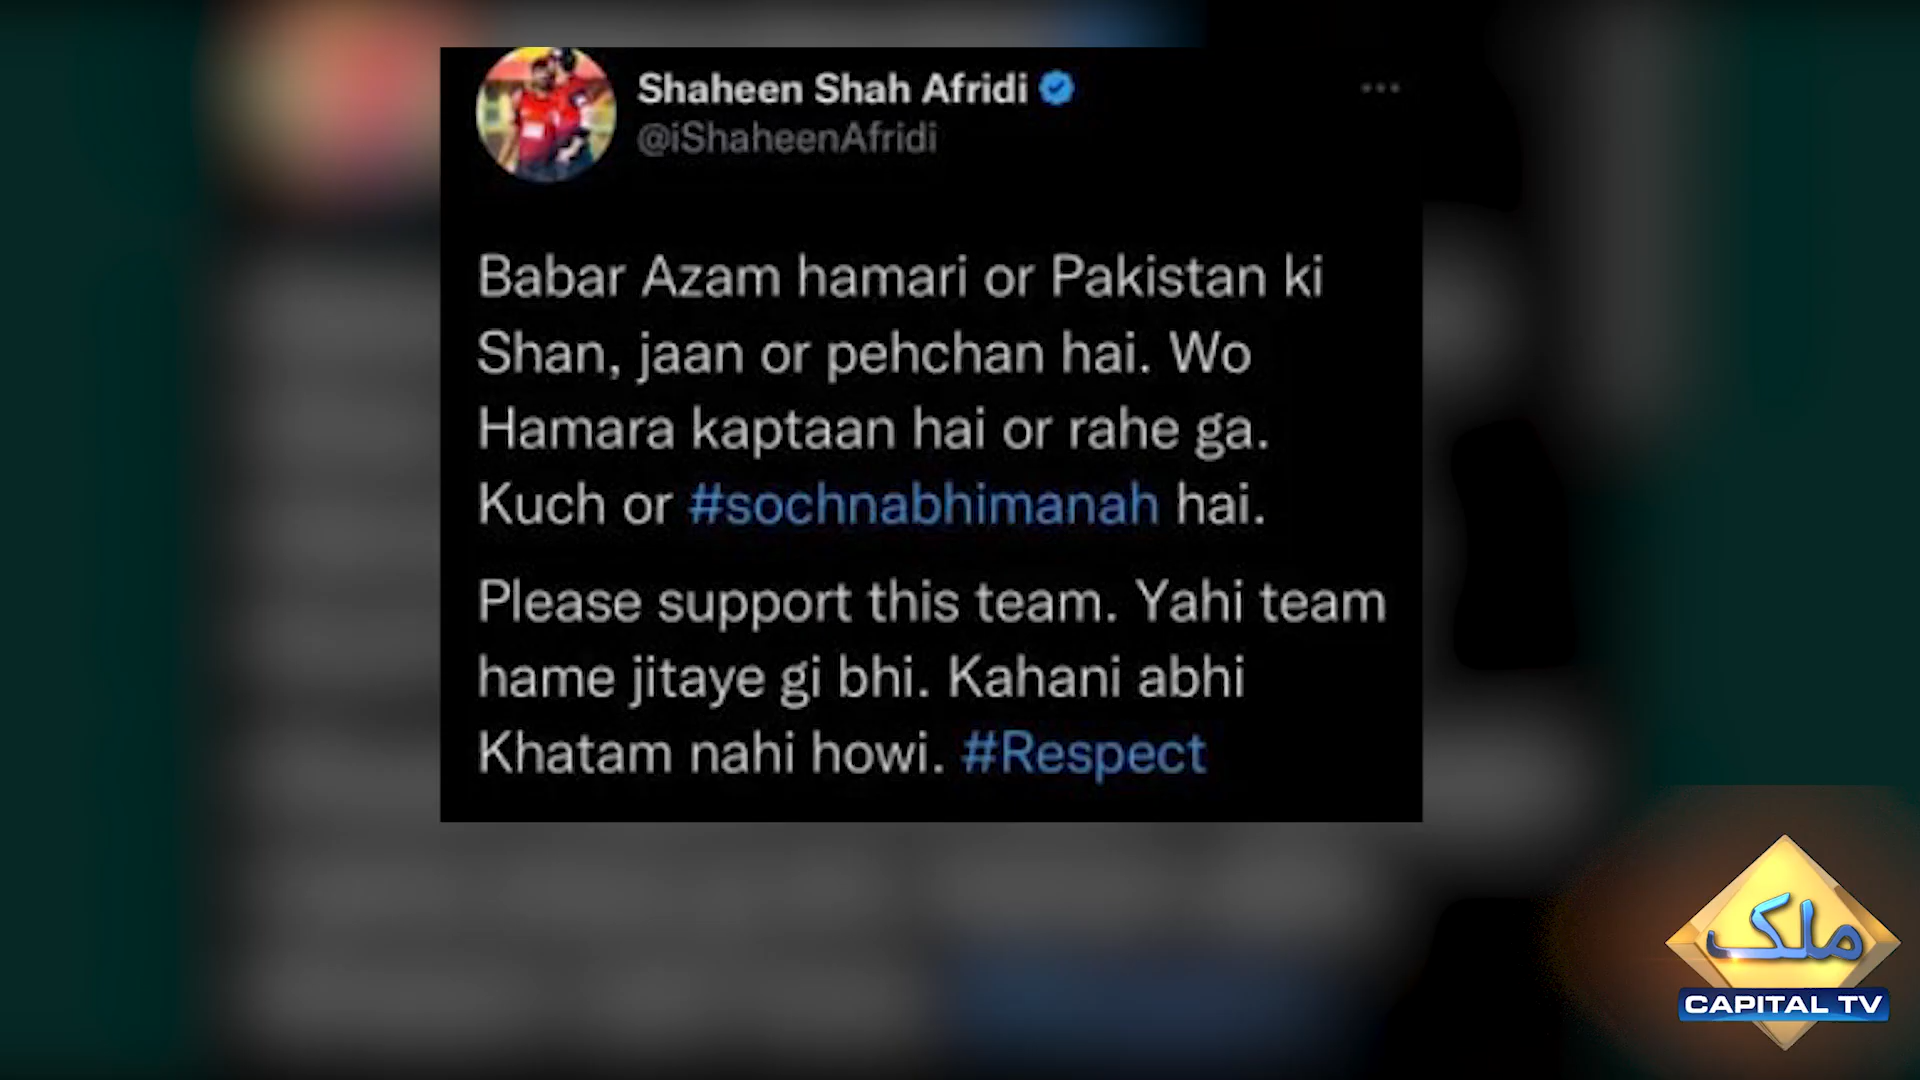 Shaheen Shah Afridi
@iShaheenAfridi
Babar Azam hamari or Pakistan ki
Shan, jaan or pehchan hai. Wo
Hamara kaptaan hai or rahe ga.
Kuch or #sochnabhimanah hai.
Please support this team. Yahi team
hame jitaye gi bhi. Kahani abhi
Khatam nahi howi. #Respect
ملک
CAPITAL TV